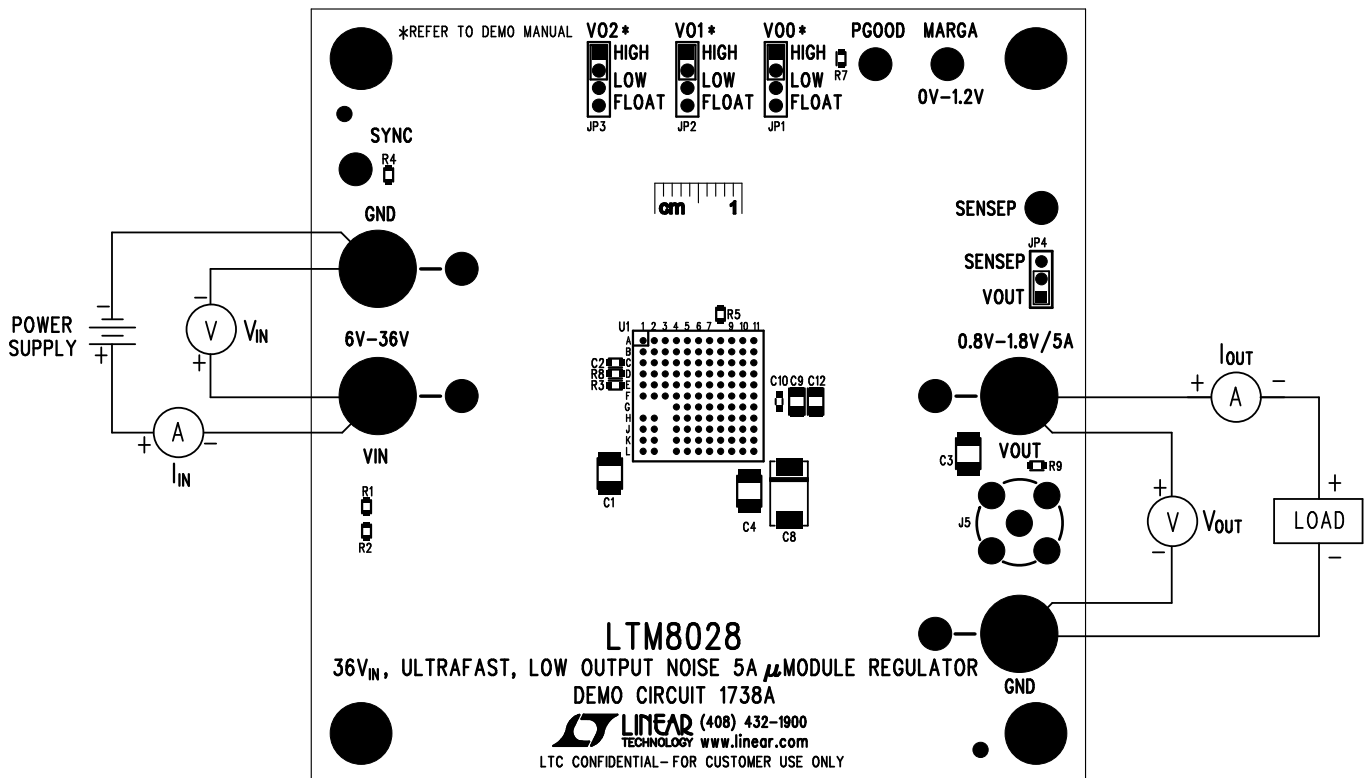 *REFER TO DEMO MANUAL
VO2* VO1* VO0* PGOOD MARGA
HIGH HIGH HIGH
LOW LOW LOW
FLOAT FLOAT FLOAT
JP3 JP2 JP1
R7
0V-1.2V
SYNC
R4
cm 1
SENSEP
GND
JP4
SENSEP
VOUT
POWER
SUPPLY
-
+
-
V
+
VIN
6V-36V
R5
U1
1 2 3 4 5 6 7 9 10 11
A
B
C
D
E
F
G
H
J
K
L
C2
R8
R3
C10 C9 C12
0.8V-1.8V/5A
IOUT
+ A -
+ A -
IIN
VIN
VOUT
C3
R9
R1
R2
C1
C4
C8
J5
+
V
-
VOUT
+
LOAD
-
LTM8028
36VIN, ULTRAFAST, LOW OUTPUT NOISE 5A µMODULE REGULATOR
GND
DEMO CIRCUIT 1738A
LINEAR (408) 432-1900
TECHNOLOGY www.linear.com
LTC CONFIDENTIAL-FOR CUSTOMER USE ONLY